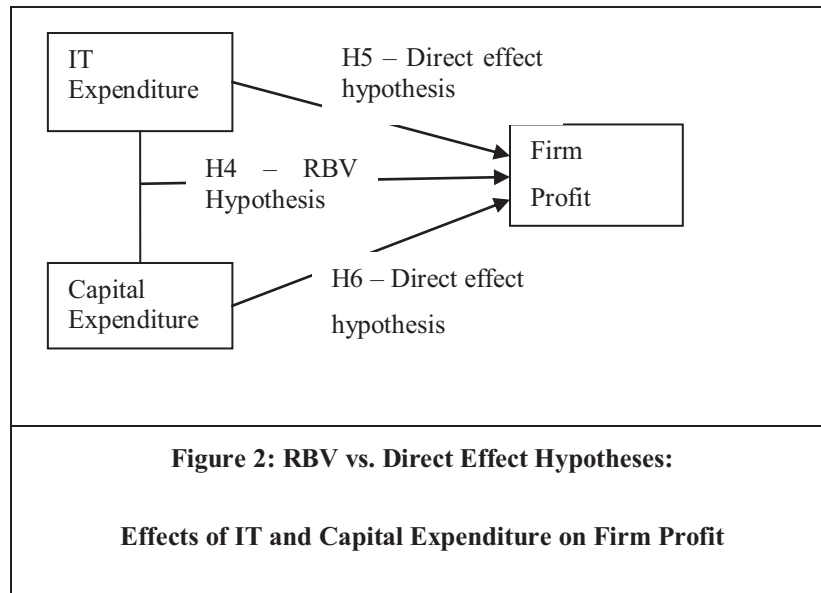 IT
Expenditure
H5 – Direct effect
hypothesis
Firm
Profit
H4 – RBV
Hypothesis
Capital
Expenditure
H6 – Direct effect
hypothesis
Figure 2: RBV vs. Direct Effect Hypotheses:
Effects of IT and Capital Expenditure on Firm Profit